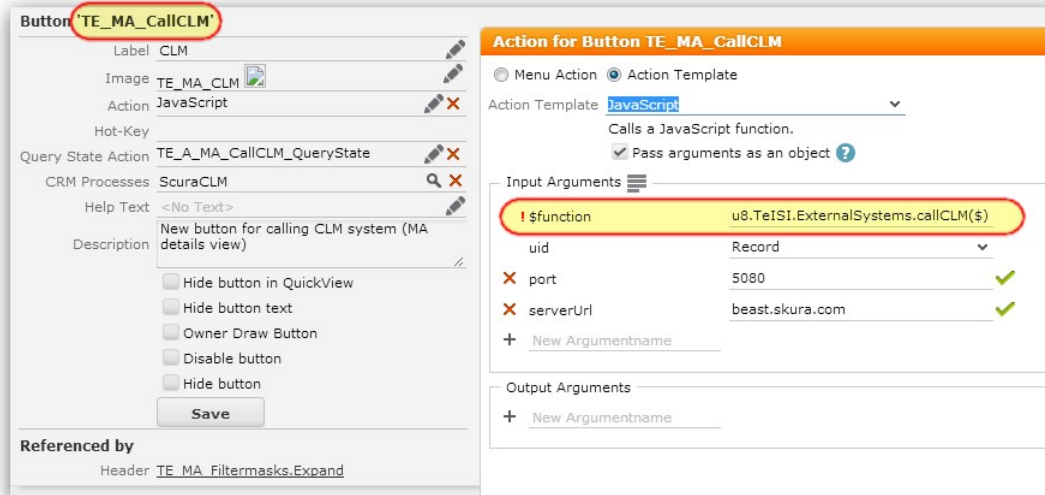 Button 'TE_MA_CallCLM'
Label CLM
Image TE_MA_CLM
Action JavaScript
Hot-Key
Query State Action TE_A_MA_CallCLM_QueryState
CRM Processes ScuraCLM
Help Text <No Text>
Description New button for calling CLM system (MA
details view)
Hide button in QuickView
Hide button text
Owner Draw Button
Disable button
Hide button
Save
Referenced by
Header TE_MA_Filtermasks.Expand
Action for Button TE_MA_CallCLM
Menu Action Action Template
Action Template JavaScript
Calls a JavaScript function.
Pass arguments as an object ?
Input Arguments
! $function u8.TeISI.ExternalSystems.callCLM($)
uid Record
port 5080
serverUrl beast.skura.com
+ New Argumentname
Output Arguments
+ New Argumentname